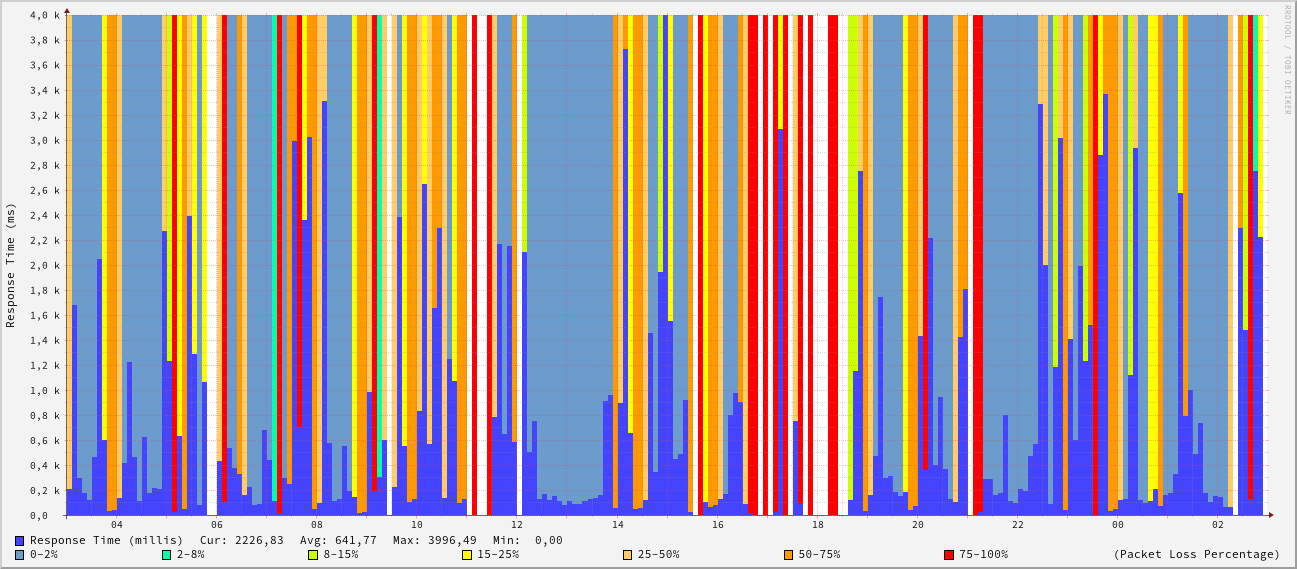 RRDTOOL / TOBI OETIKER
Response Time (ms)
4,0 k
3,8 k
3,6 k
3,4 k
3,2 k
3,0 k
2,8 k
2,6 k
2,4 k
2,2 k
2,0 k
1,8 k
1,6 k
1,4 k
1,2 k
1,0 k
0,8 k
0,6 k
0,4 k
0,2 k
0,0
04 06 08 10 12 14 16 18 20 22 00 02
Response Time (millis) Cur: 2226,83 Avg: 641,77 Max: 3996,49 Min: 0,00
0-2% 2-8% 8-15% 15-25% 25-50% 50-75% 75-100% (Packet Loss Percentage)